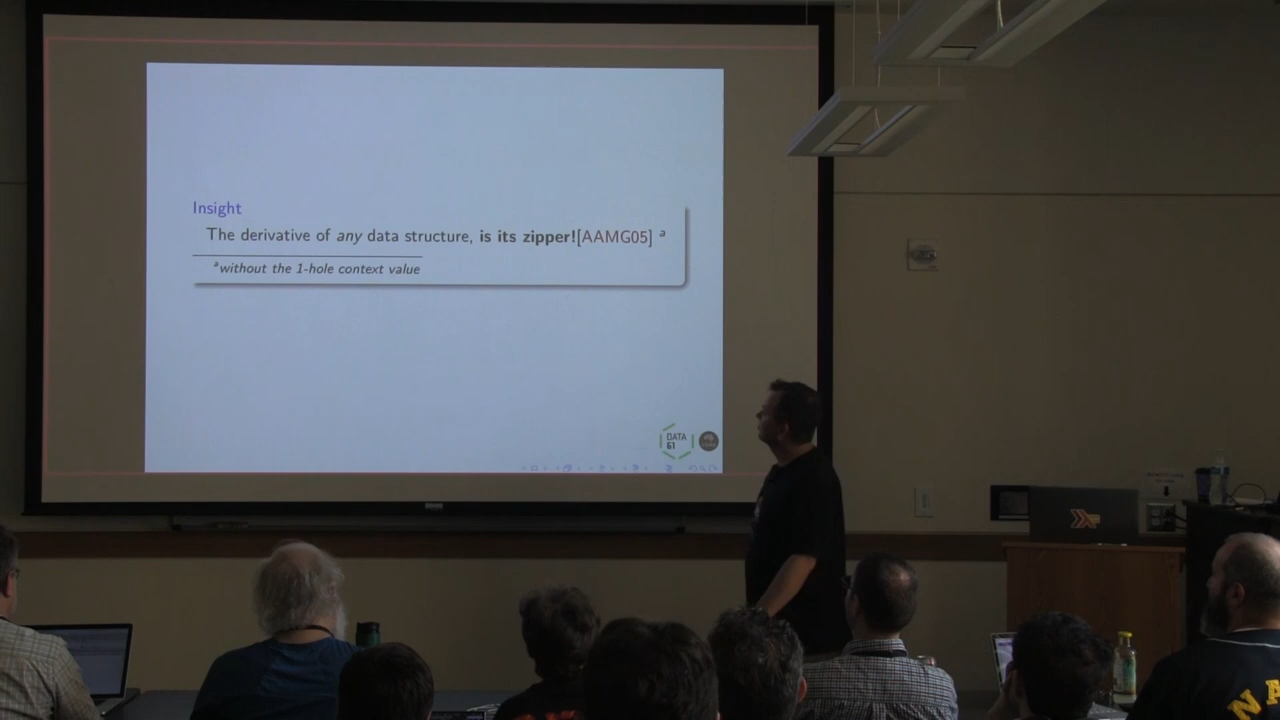 Insight
The derivative of any data structure, is its zipper![AAMG05] a
a without the 1-hole context value
DATA
61
N A